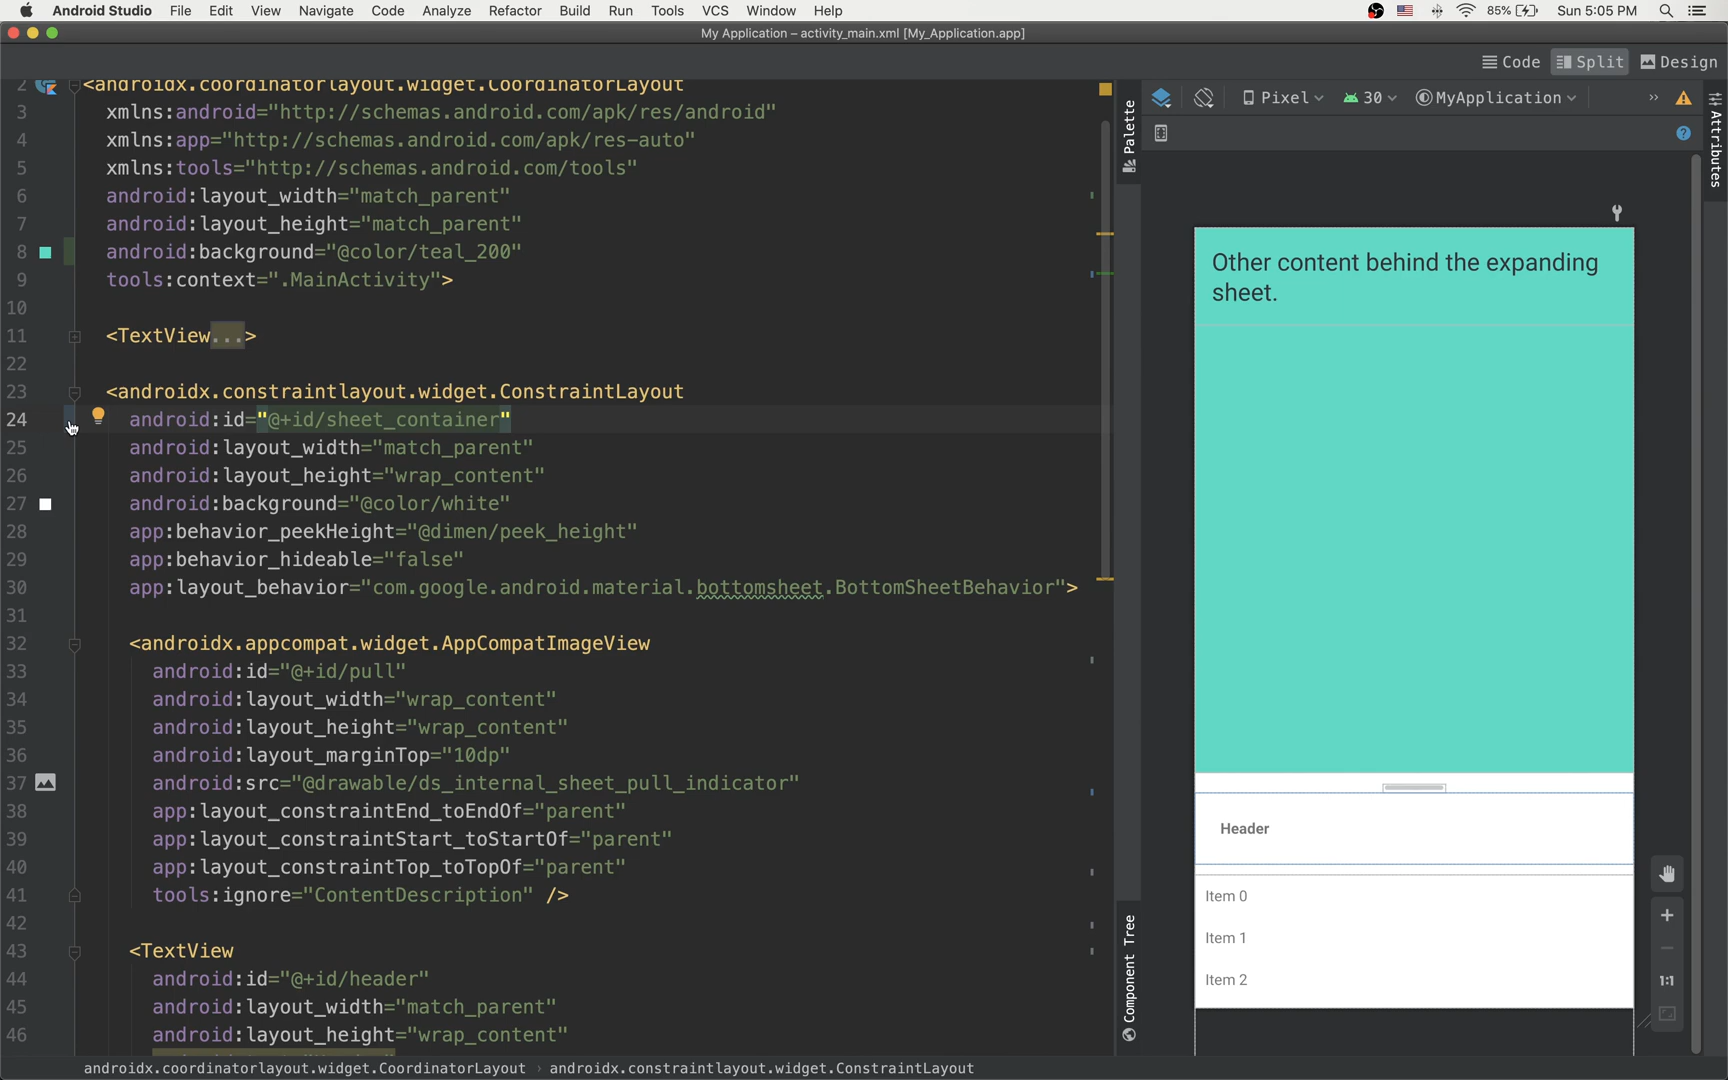 Android Studio File Edit View Navigate Code Analyze Refactor Build Run Tools VCS Window Help 85% Sun 5:05 PM
My Application – activity_main.xml [My_Application.app]
Code Split Design
2 <androidx.coordinatorlayout.widget.CoordinatorLayout
3 xmlns:android="http://schemas.android.com/apk/res/android"
4 xmlns:app="http://schemas.android.com/apk/res-auto"
5 xmlns:tools="http://schemas.android.com/tools"
6 android:layout_width="match_parent"
7 android:layout_height="match_parent"
8 android:background="@color/teal_200"
9 tools:context=".MainActivity">
10
11 <TextView...>
22
23 <androidx.constraintlayout.widget.ConstraintLayout
24 android:id="@+id/sheet_container"
25 android:layout_width="match_parent"
26 android:layout_height="wrap_content"
27 android:background="@color/white"
28 app:behavior_peekHeight="@dimen/peek_height"
29 app:behavior_hideable="false"
30 app:layout_behavior="com.google.android.material.bottomsheet.BottomSheetBehavior">
31
32 <androidx.appcompat.widget.AppCompatImageView
33 android:id="@+id/pull"
34 android:layout_width="wrap_content"
35 android:layout_height="wrap_content"
36 android:layout_marginTop="10dp"
37 android:src="@drawable/ds_internal_sheet_pull_indicator"
38 app:layout_constraintEnd_toEndOf="parent"
39 app:layout_constraintStart_toStartOf="parent"
40 app:layout_constraintTop_toTopOf="parent"
41 tools:ignore="ContentDescription" />
42
43 <TextView
44 android:id="@+id/header"
45 android:layout_width="match_parent"
46 android:layout_height="wrap_content"
Palette
Component Tree
Pixel 30 MyApplication »
?
Attributes
Other content behind the expanding
sheet.
Header
Item 0
Item 1
Item 2
1:1
androidx.coordinatorlayout.widget.CoordinatorLayout › androidx.constraintlayout.widget.ConstraintLayout